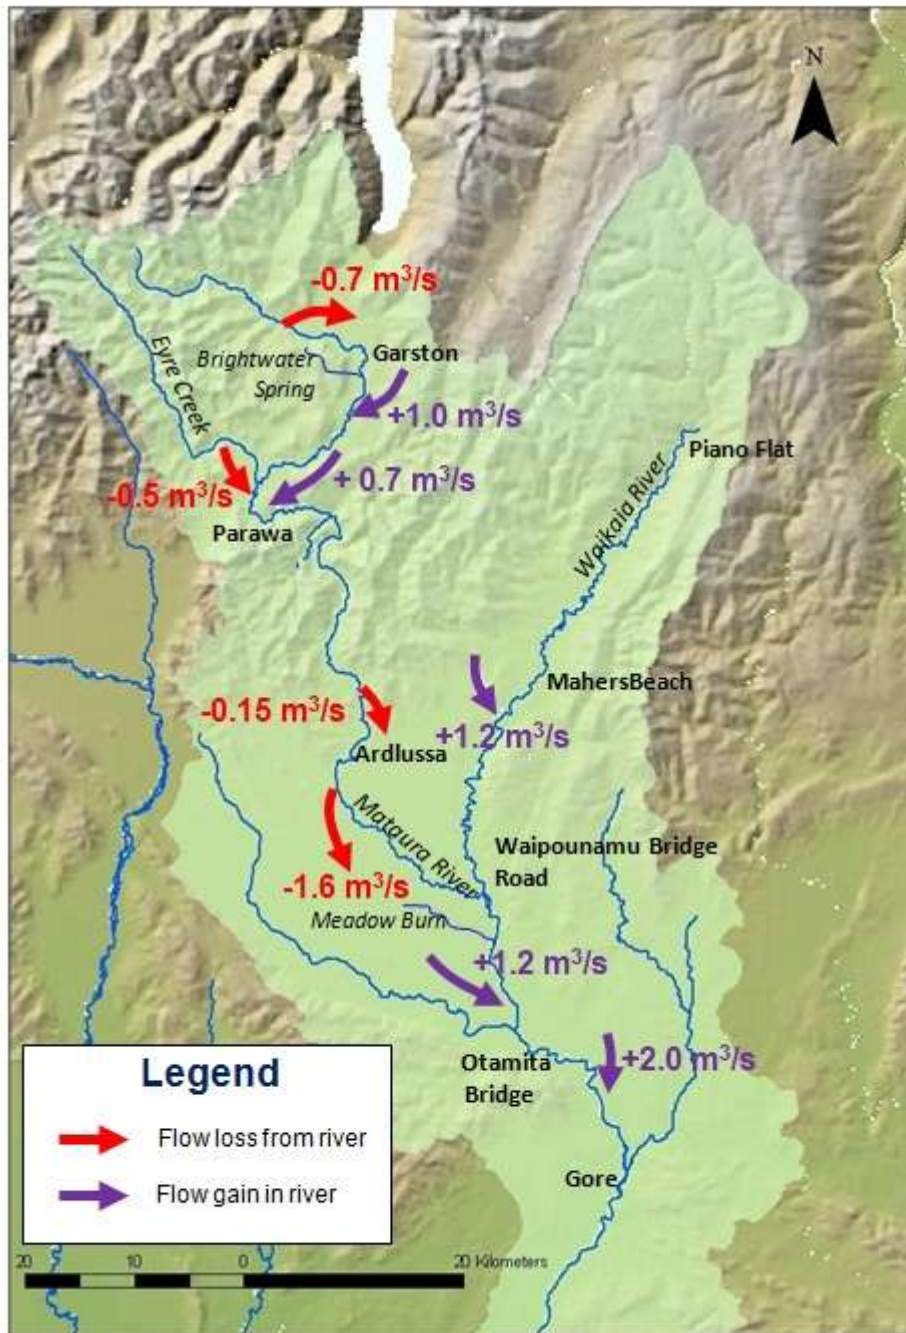 N
-0.7 m³/s
Garston
Brightwater
Spring
Eyre Creek
+1.0 m³/s
Piano Flat
+ 0.7 m³/s
-0.5 m³/s
Parawa
Waikaia River
MahersBeach
-0.15 m³/s
+1.2 m³/s
Ardlussa
Mataura River
Waipounamu Bridge
Road
-1.6 m³/s
Meadow Burn
+1.2 m³/s
Otamita
Bridge
+2.0 m³/s
Gore
Legend
Flow loss from river
Flow gain in river
20 10 0 20 Kilometers